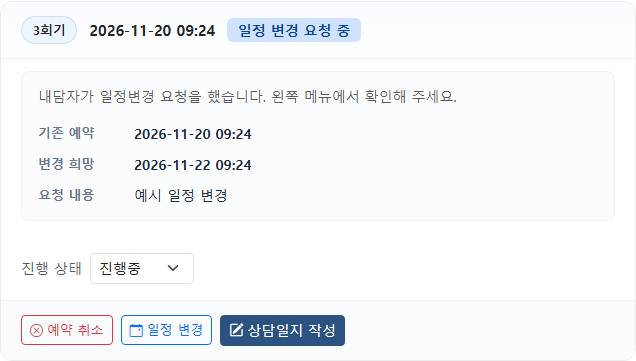 3회기 2026-11-20 09:24 일정 변경 요청 중
내담자가 일정변경 요청을 했습니다. 왼쪽 메뉴에서 확인해 주세요.
기존 예약 2026-11-20 09:24
변경 희망 2026-11-22 09:24
요청 내용 예시 일정 변경
진행 상태 진행중
예약 취소 일정 변경 상담일지 작성